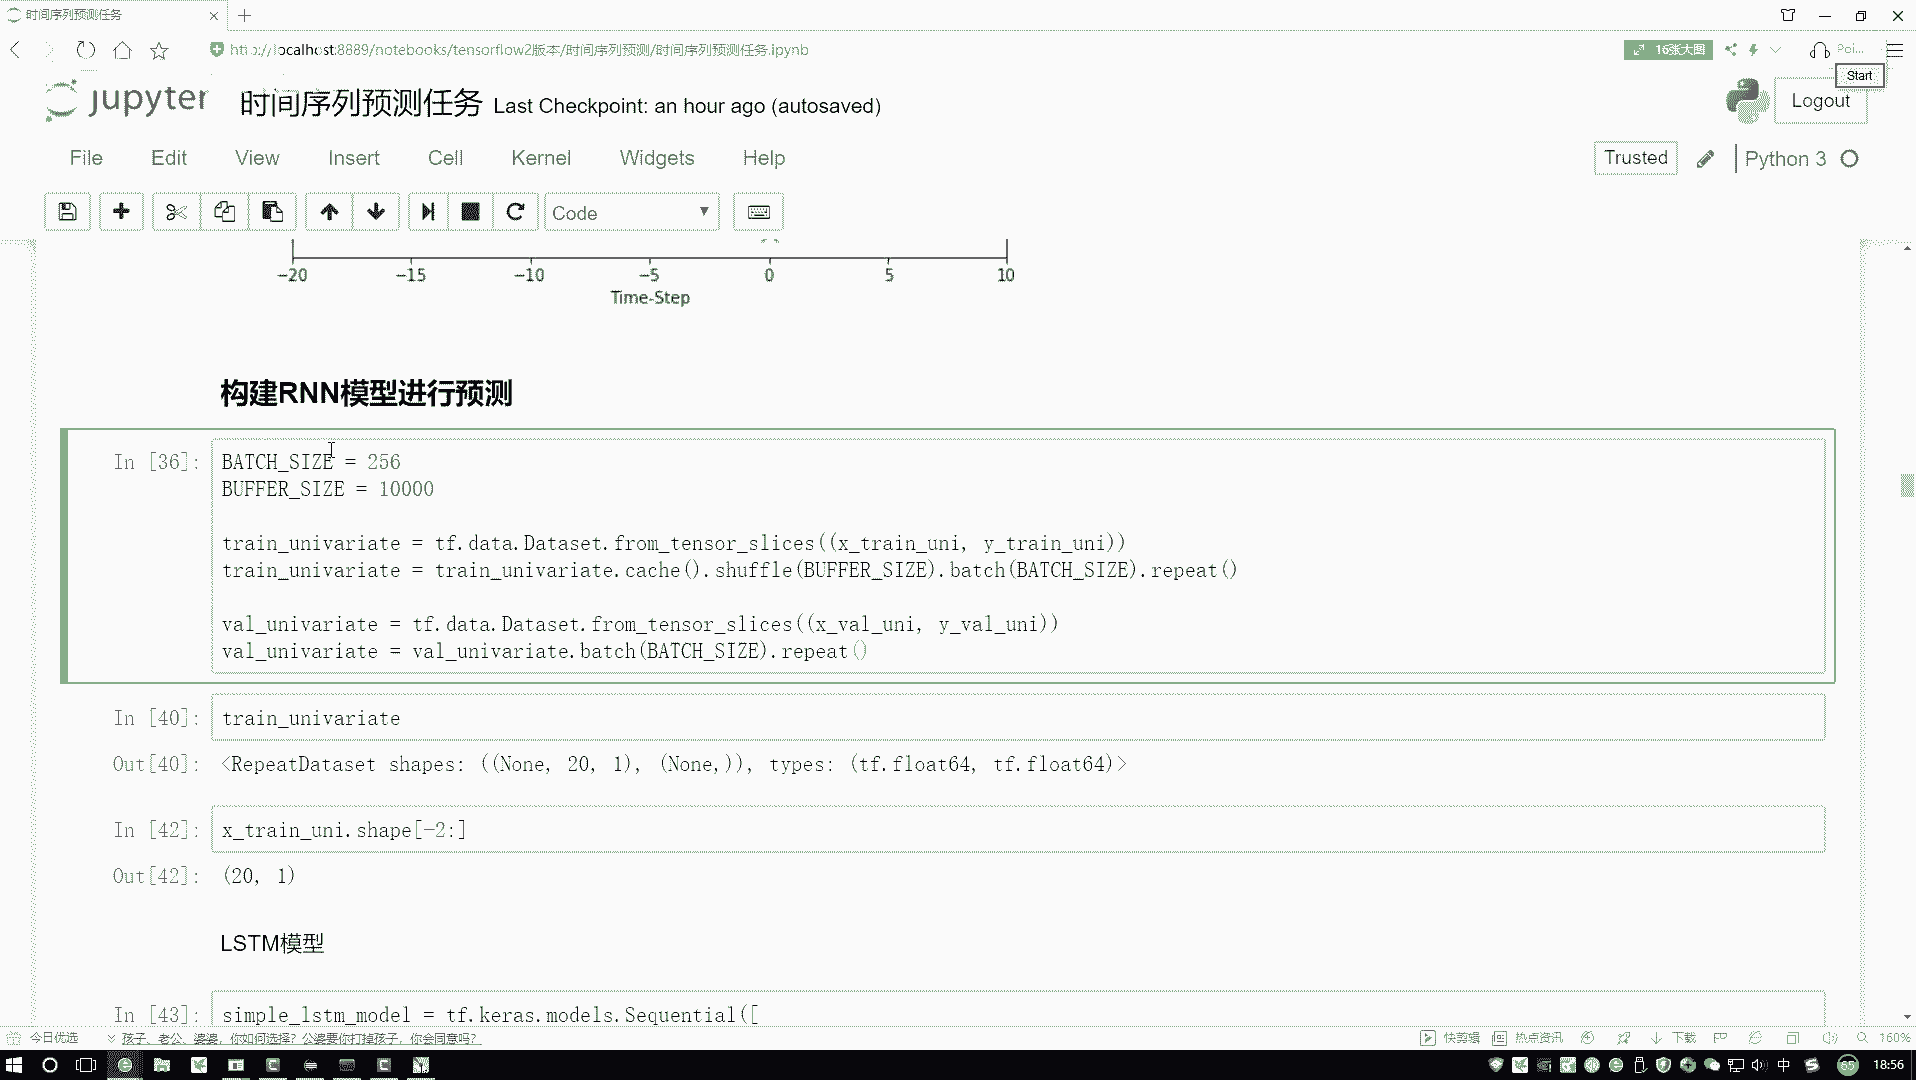 时间序列预测任务
http://localhost:8889/notebooks/tensorflow2版本/时间序列预测/时间序列预测任务.ipynb
16张大图
Poi...
Start
jupyter 时间序列预测任务 Last Checkpoint: an hour ago (autosaved)
Logout
File Edit View Insert Cell Kernel Widgets Help
Trusted
Python 3
Code
−20 −15 −10 −5 0 5 10
Time-Step
构建RNN模型进行预测
In [36]:
BATCH_SIZE = 256
BUFFER_SIZE = 10000
train_univariate = tf.data.Dataset.from_tensor_slices((x_train_uni, y_train_uni))
train_univariate = train_univariate.cache().shuffle(BUFFER_SIZE).batch(BATCH_SIZE).repeat()
val_univariate = tf.data.Dataset.from_tensor_slices((x_val_uni, y_val_uni))
val_univariate = val_univariate.batch(BATCH_SIZE).repeat()
In [40]: train_univariate
Out[40]: <RepeatDataset shapes: ((None, 20, 1), (None,)), types: (tf.float64, tf.float64)>
In [42]: x_train_uni.shape[-2:]
Out[42]: (20, 1)
LSTM模型
In [43]: simple_lstm_model = tf.keras.models.Sequential([
今日优选 孩子、老公、婆婆，你如何选择？公婆要你打掉孩子，你会同意吗？
快剪辑 热点资讯 下载 160%
中 65 18:56